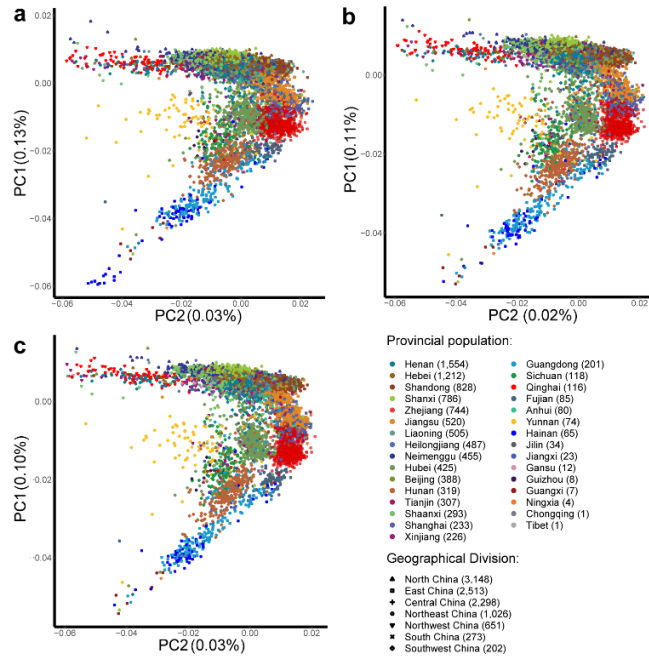 a
0.02
0.00
−0.02
−0.04
−0.06
PC1 (0.13%)
−0.06
−0.04
−0.02
0.00
0.02
PC2 (0.03%)
b
0.00
−0.02
−0.04
PC1 (0.11%)
−0.06
−0.04
−0.02
0.00
0.02
PC2 (0.02%)
c
0.00
−0.02
−0.04
PC1 (0.10%)
−0.06
−0.04
−0.02
0.00
0.02
PC2 (0.03%)
Provincial population:
Henan (1,554)
Hebei (1,212)
Shandong (828)
Shanxi (786)
Zhejiang (744)
Jiangsu (520)
Liaoning (505)
Heilongjiang (487)
Neimenggu (455)
Hubei (425)
Beijing (388)
Hunan (319)
Tianjin (307)
Shaanxi (293)
Shanghai (233)
Xinjiang (226)
Guangdong (201)
Sichuan (118)
Qinghai (116)
Fujian (85)
Anhui (80)
Yunnan (74)
Hainan (65)
Jilin (34)
Jiangxi (23)
Gansu (12)
Guizhou (8)
Guangxi (7)
Ningxia (4)
Chongqing (1)
Tibet (1)
Geographical Division:
North China (3,148)
East China (2,513)
Central China (2,298)
Northeast China (1,026)
Northwest China (651)
South China (273)
Southwest China (202)